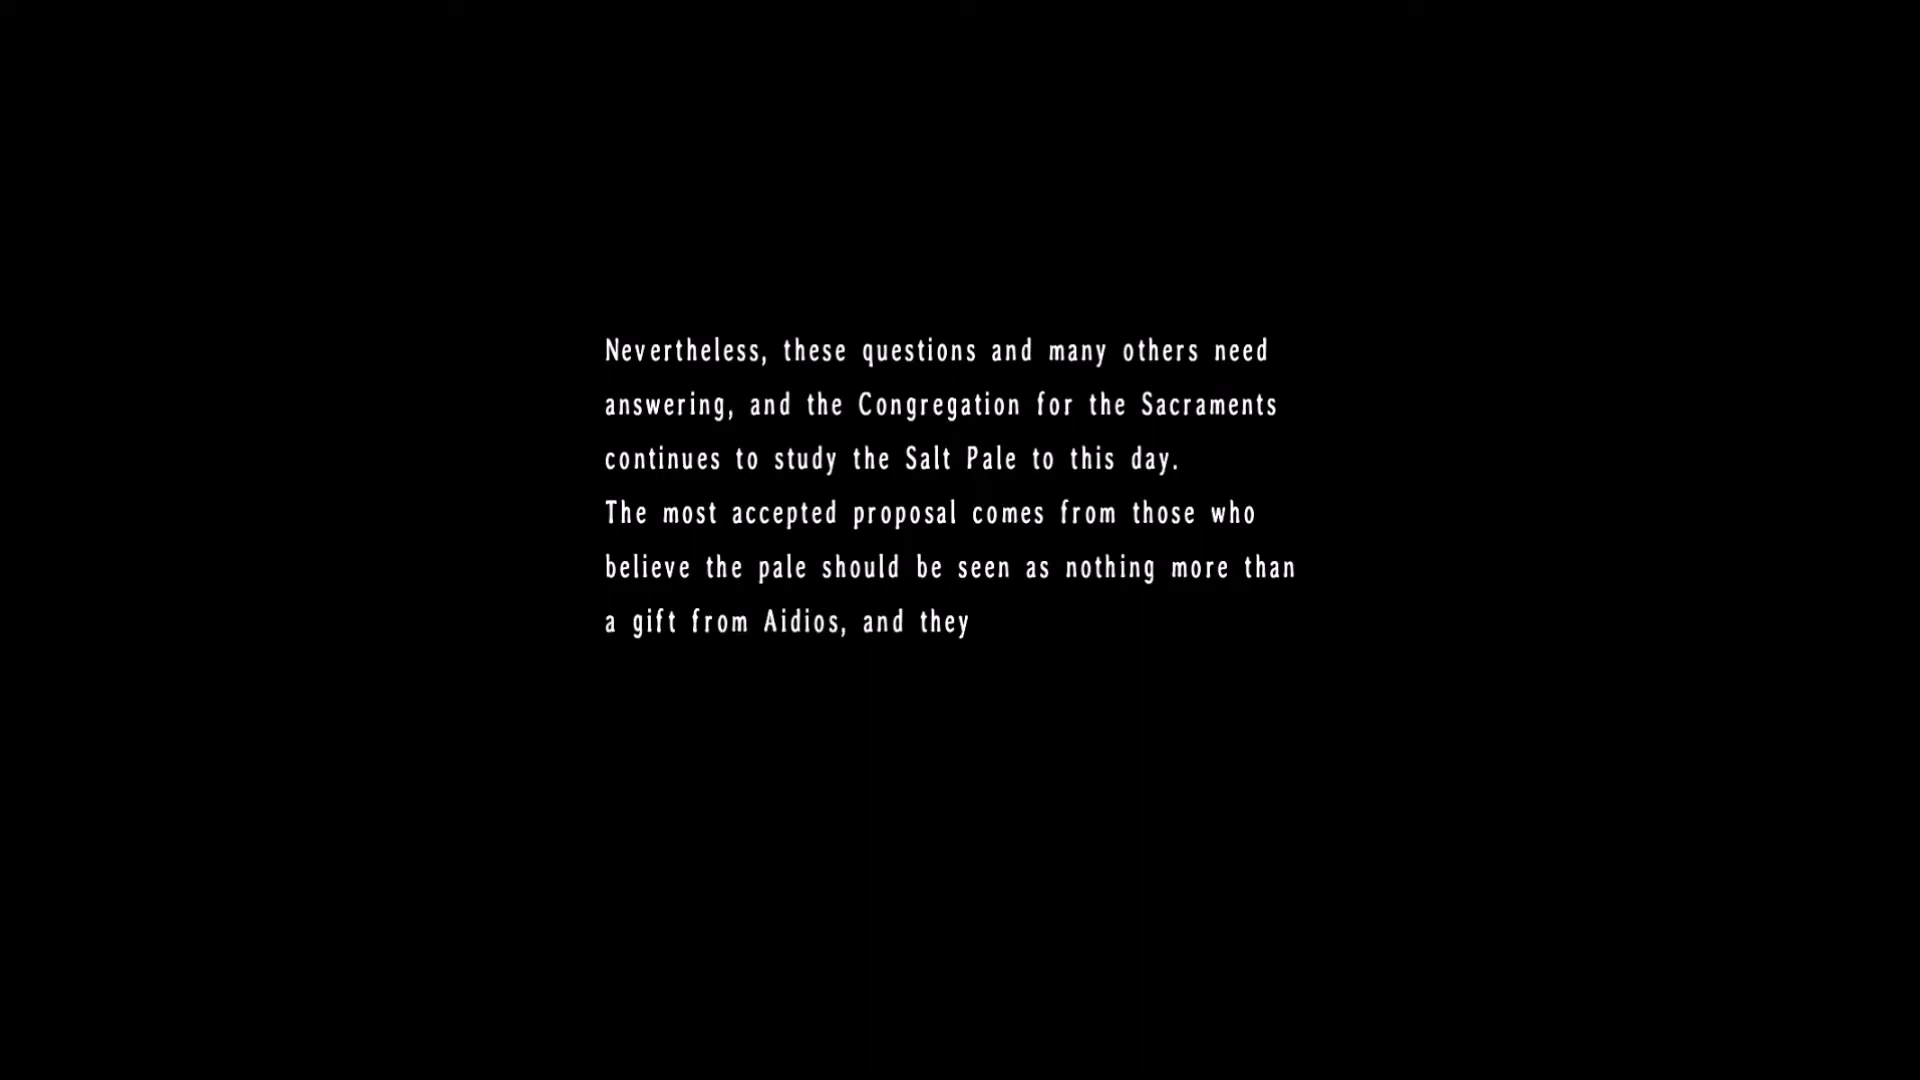 Nevertheless, these questions and many others need
answering, and the Congregation for the Sacraments
continues to study the Salt Pale to this day.
The most accepted proposal comes from those who
believe the pale should be seen as nothing more than
a gift from Aidios, and they